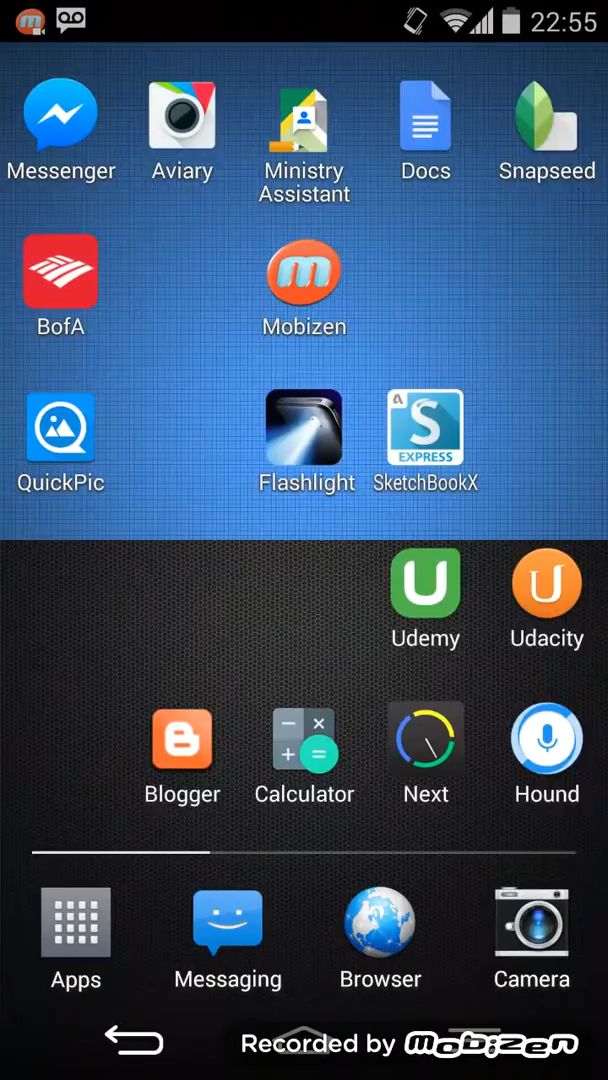 22:55
Messenger Aviary Ministry Assistant Docs Snapseed
BofA Mobizen
S
EXPRESS
QuickPic Flashlight SketchBookX
Udemy Udacity
Blogger Calculator Next Hound
Apps Messaging Browser Camera
Recorded by mobizen